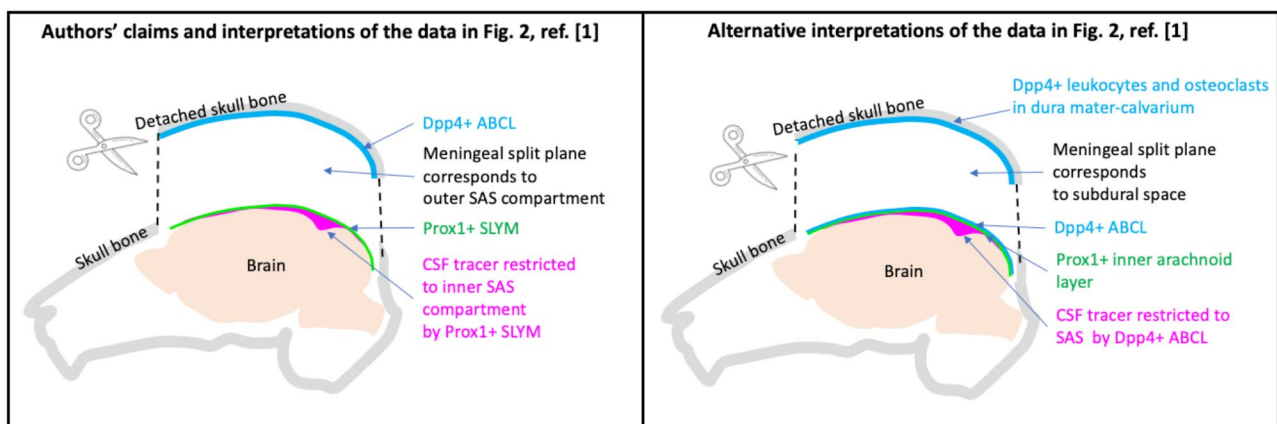 Authors' claims and interpretations of the data in Fig. 2, ref. [1]
Detached skull bone
Dpp4+ ABCL
Meningeal split plane
corresponds to
outer SAS compartment
Prox1+ SLYM
CSF tracer restricted
to inner SAS
compartment
by Prox1+ SLYM
Skull bone
Brain
Alternative interpretations of the data in Fig. 2, ref. [1]
Dpp4+ leukocytes and osteoclasts
in dura mater-calvarium
Detached skull bone
Meningeal split plane
corresponds
to subdural space
Dpp4+ ABCL
Prox1+ inner arachnoid
layer
CSF tracer restricted to
SAS by Dpp4+ ABCL
Skull bone
Brain